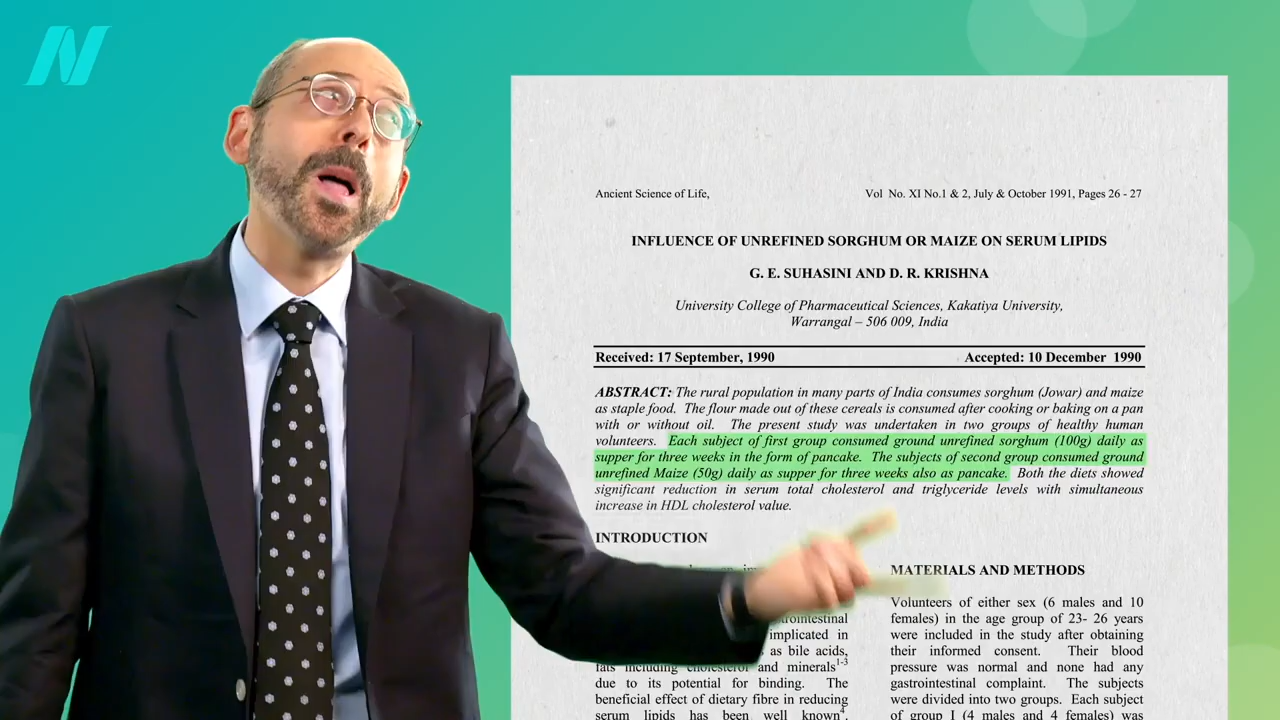 Ancient Science of Life,
Vol No. XI No.1 & 2, July & October 1991, Pages 26 - 27
INFLUENCE OF UNREFINED SORGHUM OR MAIZE ON SERUM LIPIDS
G. E. SUHASINI AND D. R. KRISHNA
University College of Pharmaceutical Sciences, Kakatiya University,
Warrangal – 506 009, India
Received: 17 September, 1990
Accepted: 10 December 1990
ABSTRACT: The rural population in many parts of India consumes sorghum (Jowar) and maize
as staple food. The flour made out of these cereals is consumed after cooking or baking on a pan
with or without oil. The present study was undertaken in two groups of healthy human
volunteers. Each subject of first group consumed ground unrefined sorghum (100g) daily as
supper for three weeks in the form of pancake. The subjects of second group consumed ground
unrefined Maize (50g) daily as supper for three weeks also as pancake. Both the diets showed
significant reduction in serum total cholesterol and triglyceride levels with simultaneous
increase in HDL cholesterol value.
INTRODUCTION
implicated in
as bile acids,
fats including cholesterol and minerals1-3
due to its potential for binding. The
beneficial effect of dietary fibre in reducing
serum lipids has been well known4.
MATERIALS AND METHODS
Volunteers of either sex (6 males and 10
females) in the age group of 23- 26 years
were included in the study after obtaining
their informed consent. Their blood
pressure was normal and none had any
gastrointestinal complaint. The subjects
were divided into two groups. Each subject
of group I (4 males and 4 females) was